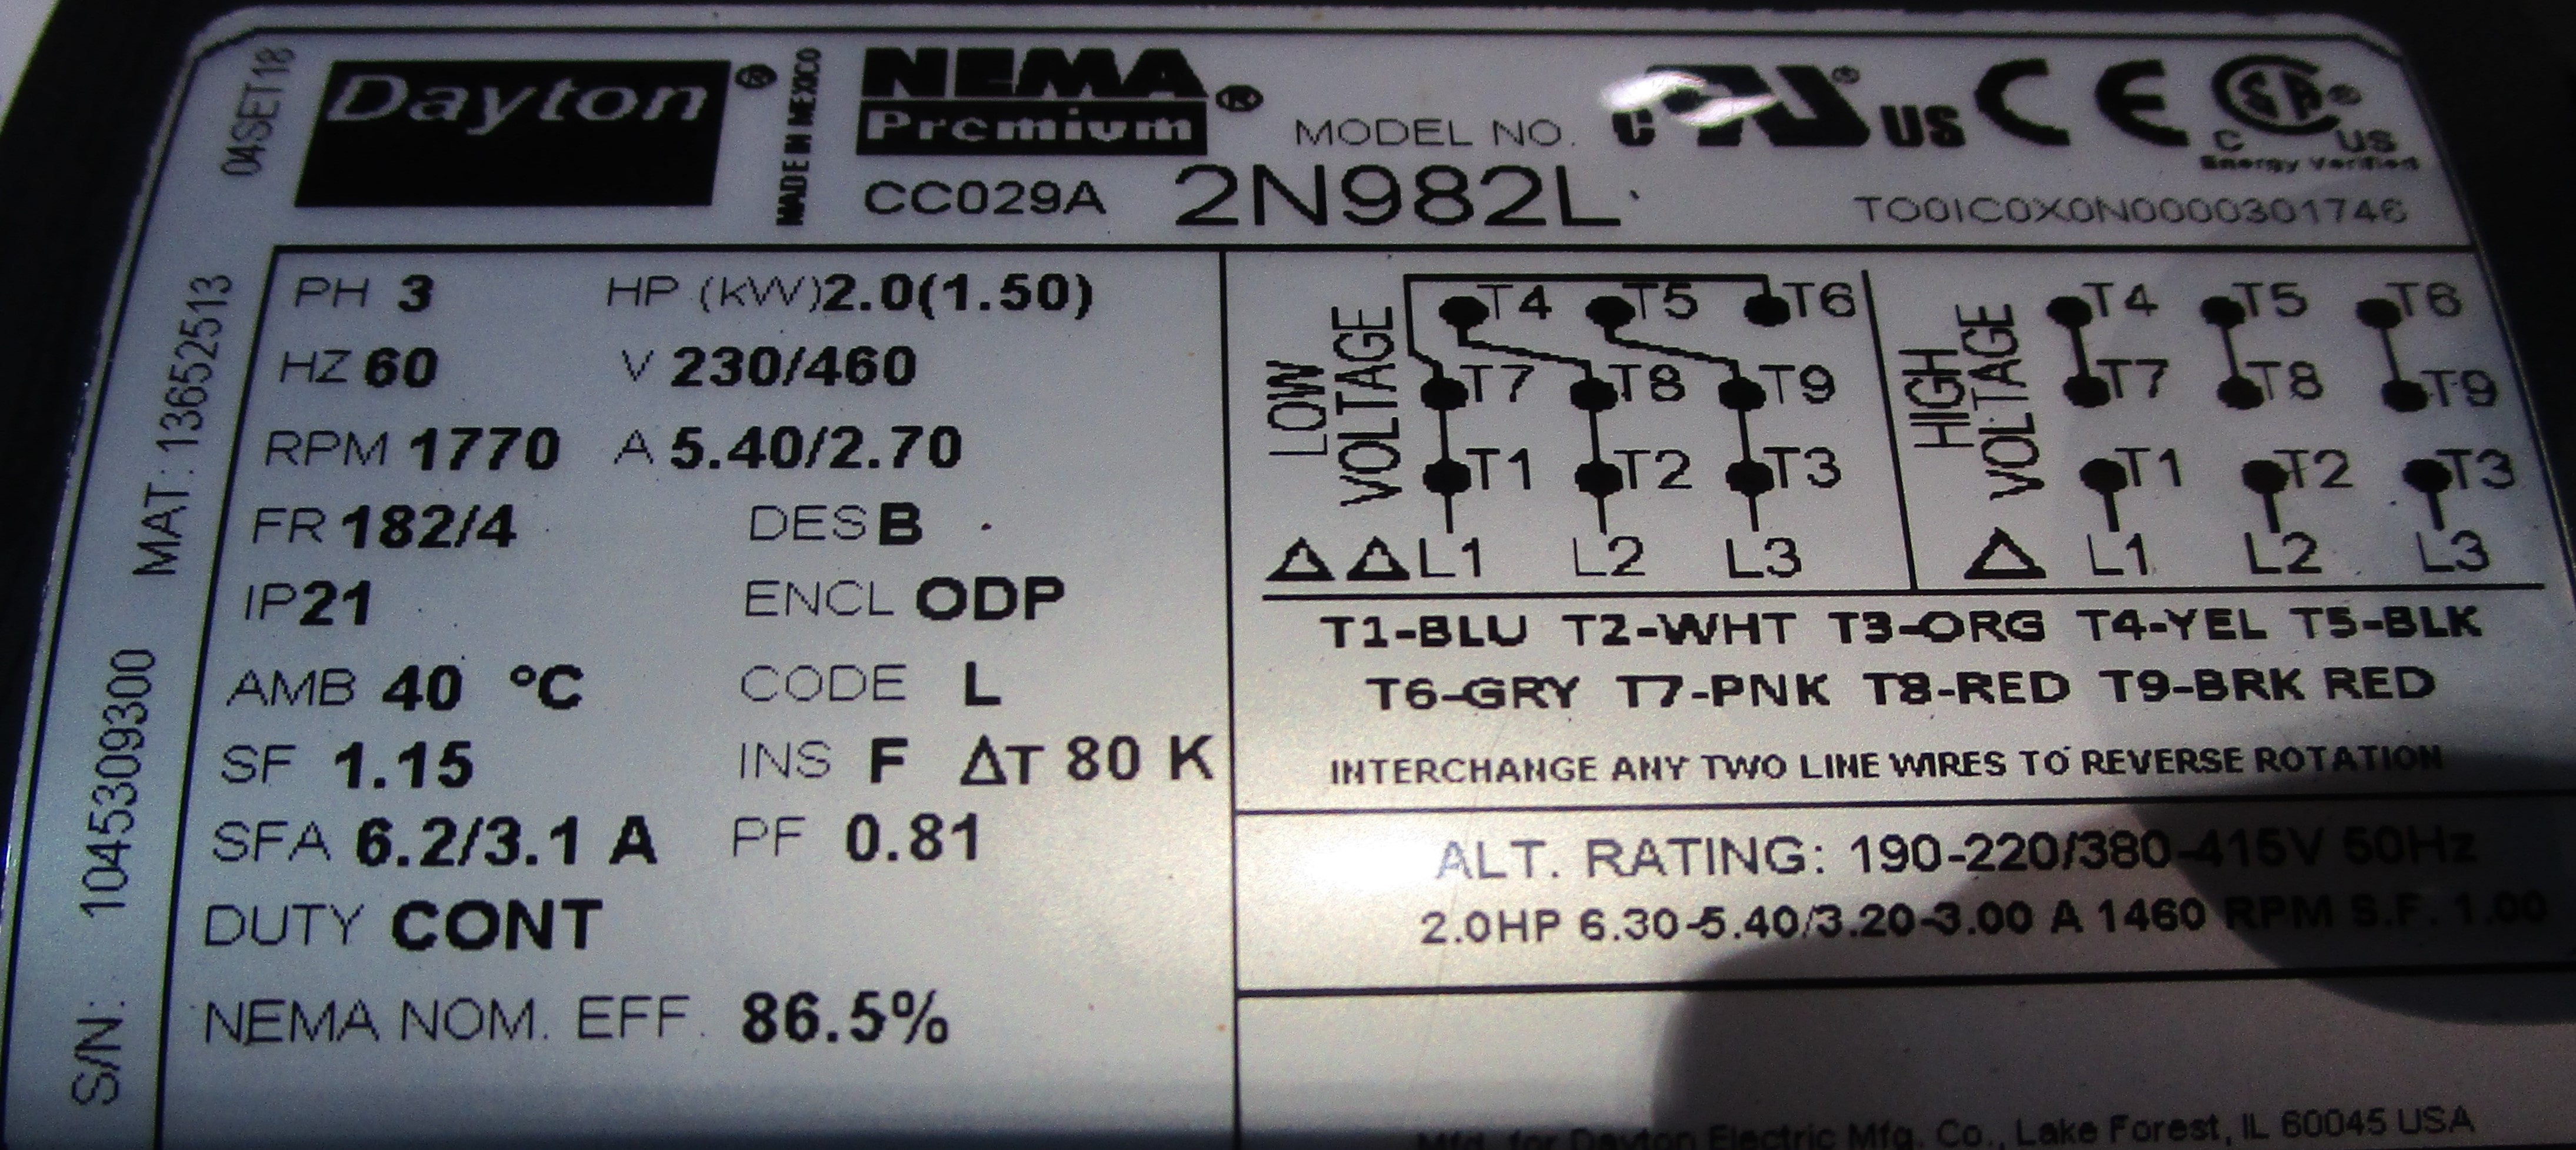 04SET18
MAT: 13652513
S/N: 1045309300
Dayton®
MADE IN MEXICO
NEMA
Premium®
CC029A
MODEL NO.
2N982L
c US CE
C US
Energy Verified
T00IC0X0N0000301746
PH 3 HP (kW) 2.0(1.50)
HZ 60 V 230/460
RPM 1770 A 5.40/2.70
FR 182/4 DES B
IP21 ENCL ODP
AMB 40 °C CODE L
SF 1.15 INS F ΔT 80 K
SFA 6.2/3.1 A PF 0.81
DUTY CONT
NEMA NOM. EFF. 86.5%
LOW
VOLTAGE
T4 T5 T6
T7 T8 T9
T1 T2 T3
Δ Δ L1 L2 L3
HIGH
VOLTAGE
T4 T5 T6
T7 T8 T9
T1 T2 T3
Δ L1 L2 L3
T1-BLU T2-WHT T3-ORG T4-YEL T5-BLK
T6-GRY T7-PNK T8-RED T9-BRK RED
INTERCHANGE ANY TWO LINE WIRES TO REVERSE ROTATION
ALT. RATING: 190-220/380-415V 50Hz
2.0HP 6.30-5.40/3.20-3.00 A 1460 RPM S.F. 1.00
Mfd. for Dayton Electric Mfg. Co., Lake Forest, IL 60045 USA